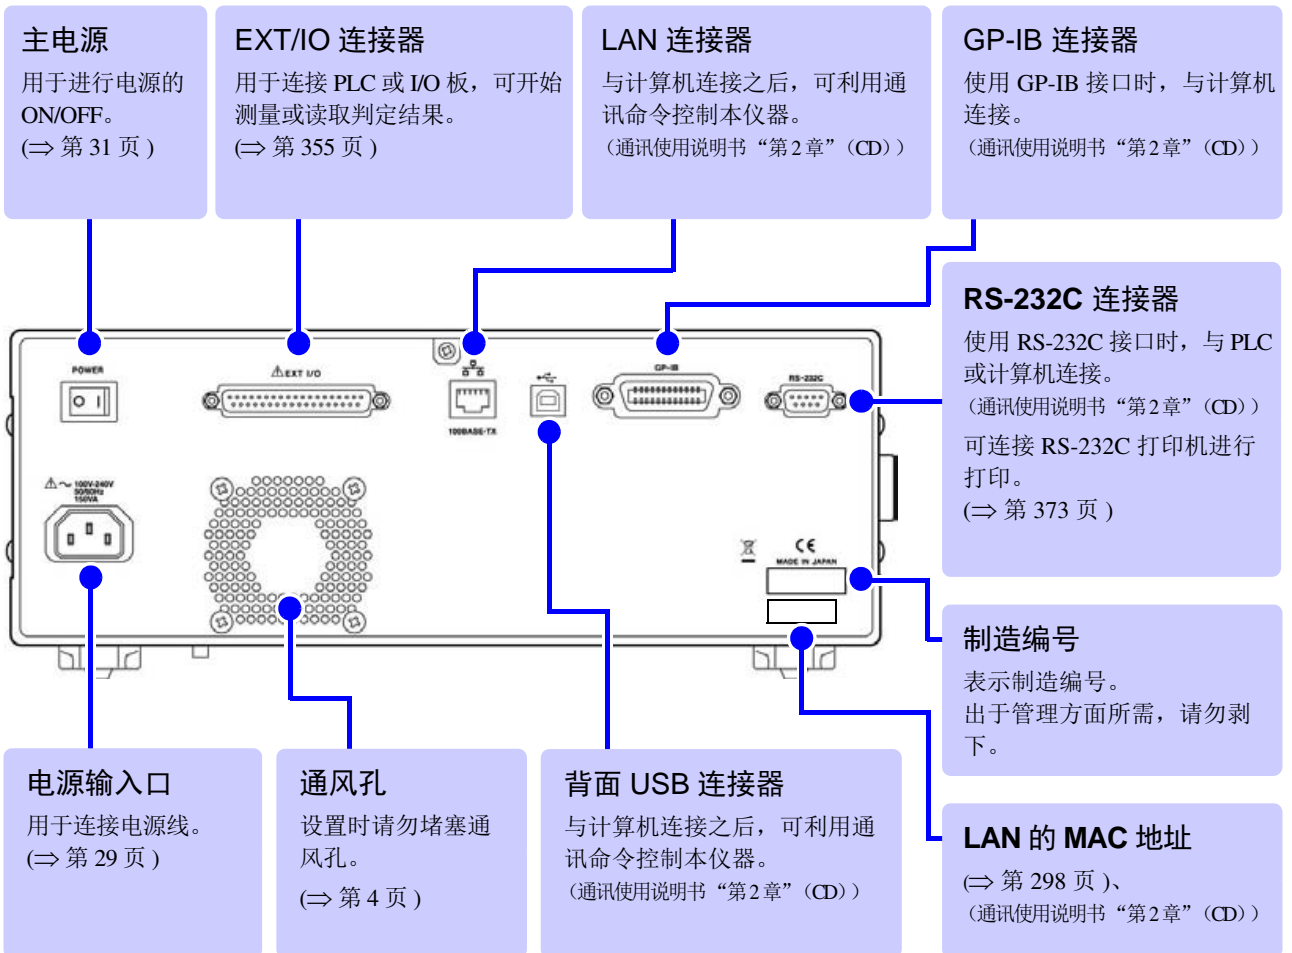 主电源
用于进行电源的
ON/OFF。
(⇒ 第 31 页 )
EXT/IO 连接器
用于连接 PLC 或 I/O 板，可开始
测量或读取判定结果。
(⇒ 第 355 页 )
LAN 连接器
与计算机连接之后，可利用通
讯命令控制本仪器。
（通讯使用说明书“第 2 章”（CD））
GP-IB 连接器
使用 GP-IB 接口时，与计算机
连接。
（通讯使用说明书“第 2 章”（CD））
RS-232C 连接器
使用 RS-232C 接口时，与 PLC
或计算机连接。
（通讯使用说明书“第 2 章”（CD））
可连接 RS-232C 打印机进行
打印。
(⇒ 第 373 页 )
POWER
EXT I/O
100BASE-TX
GP-IB
RS-232C
100V-240V
50/60Hz
150VA
CE
MADE IN JAPAN
制造编号
表示制造编号。
出于管理方面所需，请勿剥
下。
电源输入口
用于连接电源线。
(⇒ 第 29 页 )
通风孔
设置时请勿堵塞通
风孔。
(⇒ 第 4 页 )
背面 USB 连接器
与计算机连接之后，可利用通
讯命令控制本仪器。
（通讯使用说明书“第 2 章”（CD））
LAN 的 MAC 地址
(⇒ 第 298 页 )、
（通讯使用说明书“第 2 章”（CD））